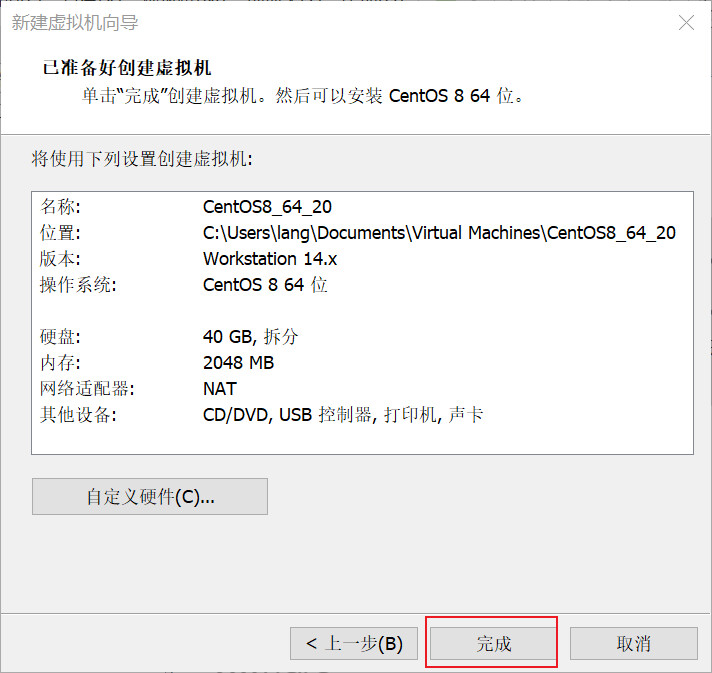 新建虚拟机向导
已准备好创建虚拟机
单击“完成”创建虚拟机。然后可以安装 CentOS 8 64 位。
将使用下列设置创建虚拟机:
名称: CentOS8_64_20
位置: C:\Users\lang\Documents\Virtual Machines\CentOS8_64_20
版本: Workstation 14.x
操作系统: CentOS 8 64 位
硬盘: 40 GB, 拆分
内存: 2048 MB
网络适配器: NAT
其他设备: CD/DVD, USB 控制器, 打印机, 声卡
自定义硬件(C)...
< 上一步(B) 完成 取消